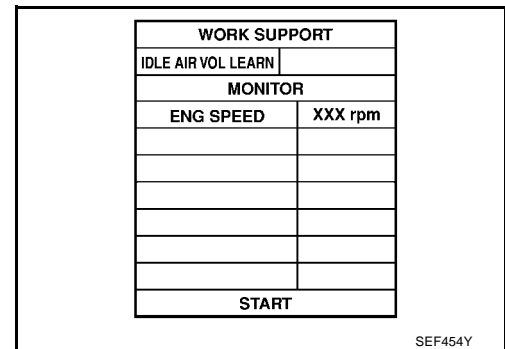 WORK SUPPORT
IDLE AIR VOL LEARN
MONITOR
ENG SPEED XXX rpm
START
SEF454Y